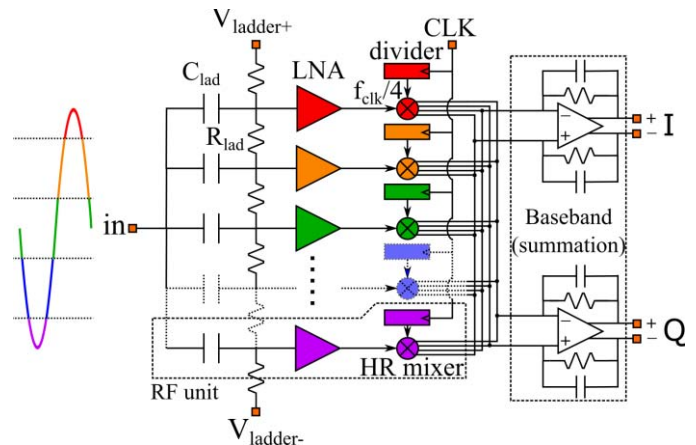 V_ladder+
CLK
C_lad
LNA
divider
f_clk/4
R_lad
in
+
−
I
−
+
Baseband
(summation)
+
−
Q
−
+
HR mixer
RF unit
V_ladder-